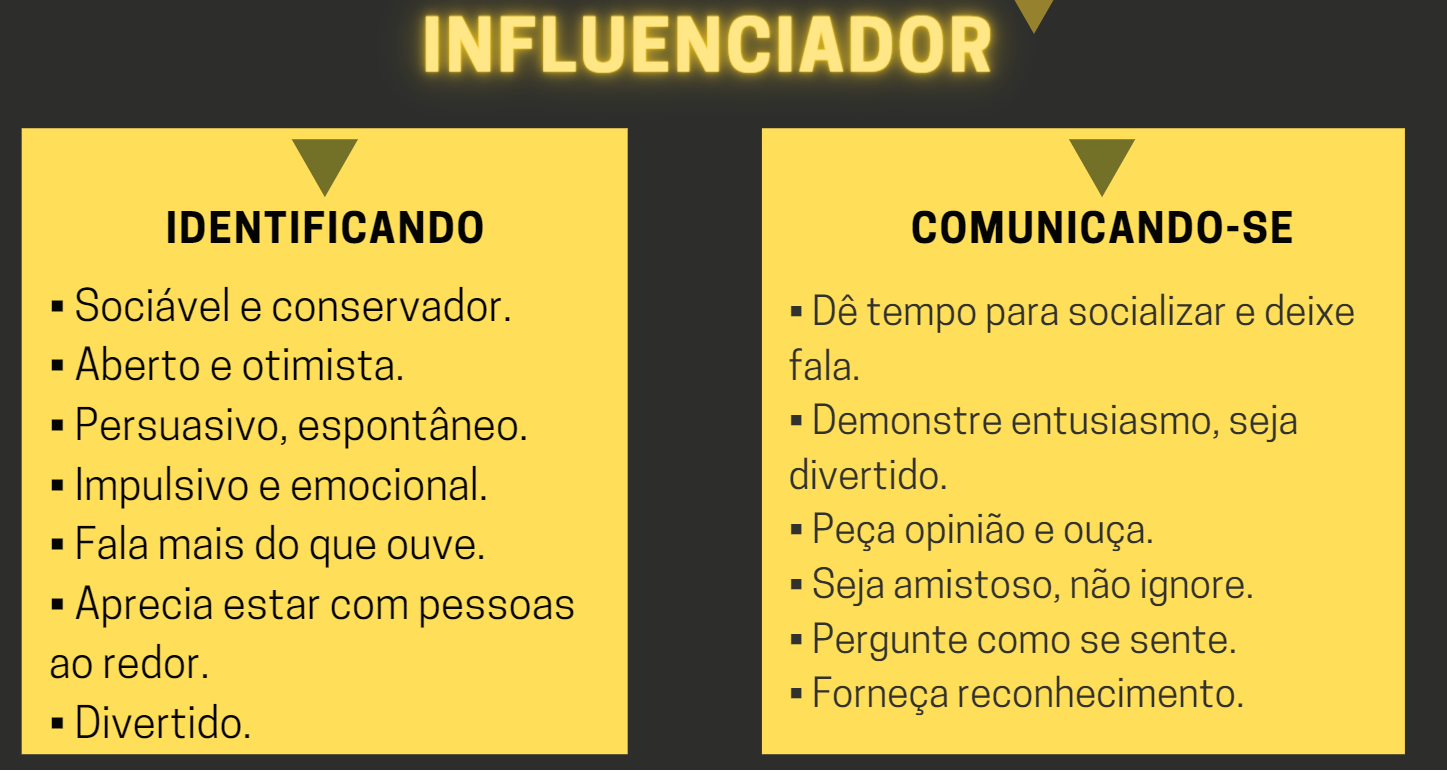 INFLUENCIADOR
IDENTIFICANDO
▪ Sociável e conservador.
▪ Aberto e otimista.
▪ Persuasivo, espontâneo.
▪ Impulsivo e emocional.
▪ Fala mais do que ouve.
▪ Aprecia estar com pessoas
ao redor.
▪ Divertido.
COMUNICANDO-SE
▪ Dê tempo para socializar e deixe
fala.
▪ Demonstre entusiasmo, seja
divertido.
▪ Peça opinião e ouça.
▪ Seja amistoso, não ignore.
▪ Pergunte como se sente.
▪ Forneça reconhecimento.